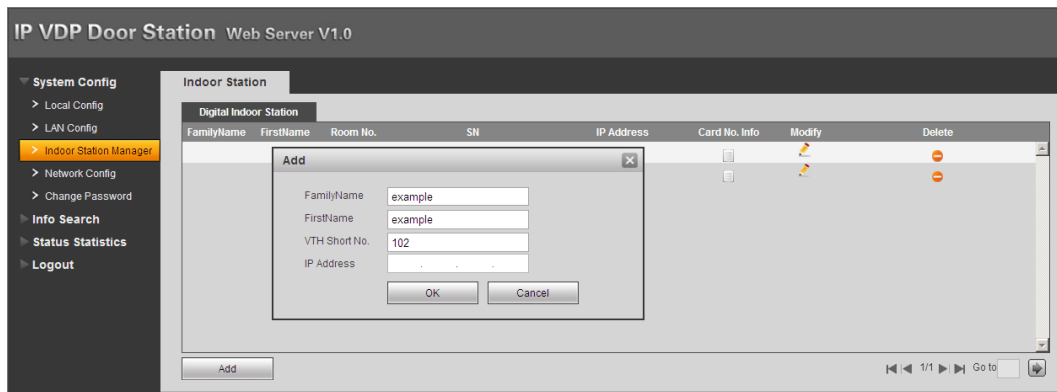 IP VDP Door Station Web Server V1.0
System Config
Local Config
LAN Config
Indoor Station Manager
Network Config
Change Password
Info Search
Status Statistics
Logout
Indoor Station
Digital Indoor Station
FamilyName FirstName Room No. SN IP Address Card No. Info Modify Delete
Add
FamilyName example
FirstName example
VTH Short No. 102
IP Address . . .
OK Cancel
Add
1/1 Go to